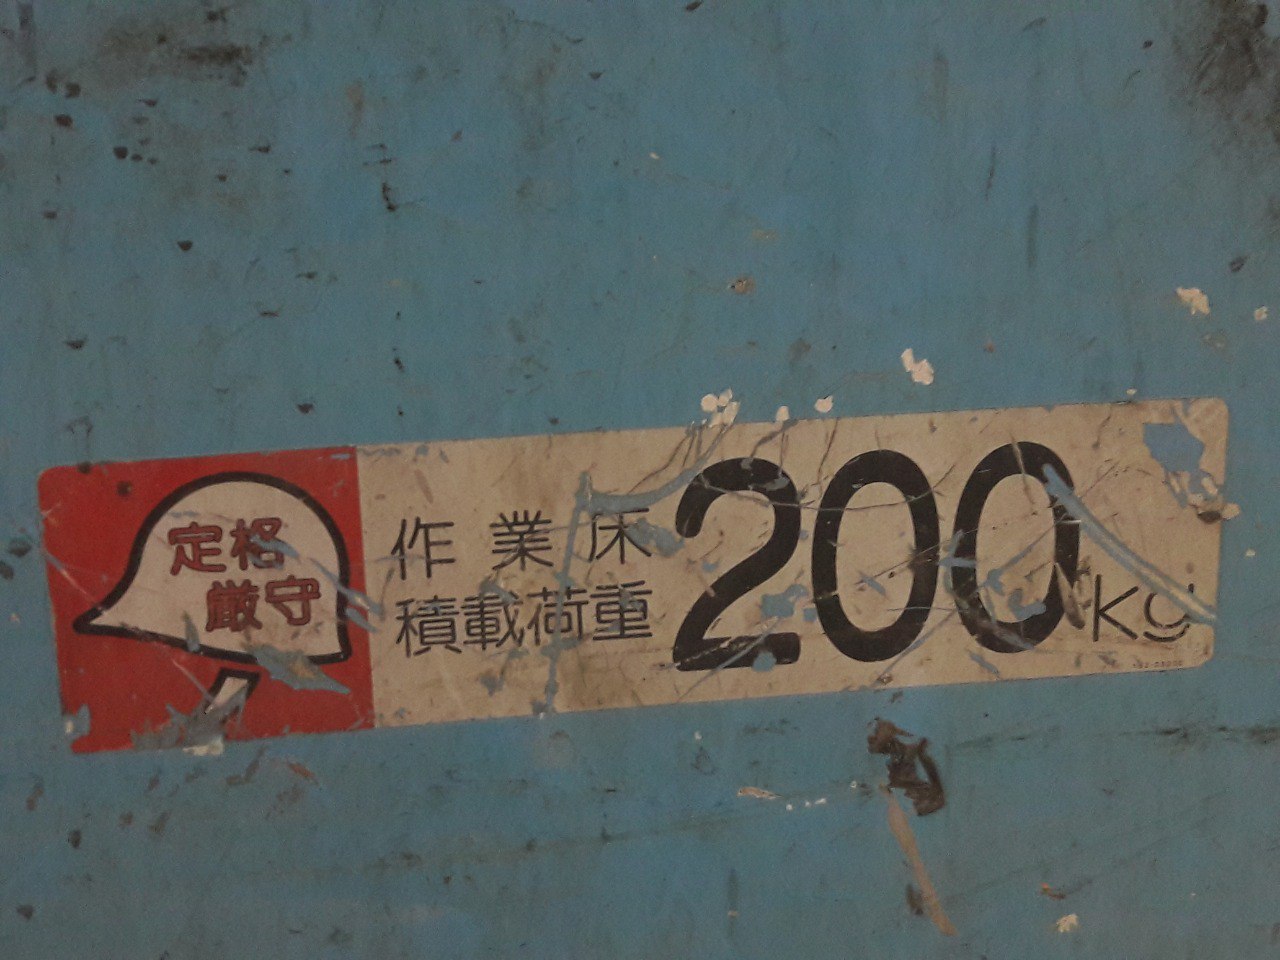 定格
厳守
作業床
積載荷重
200kg